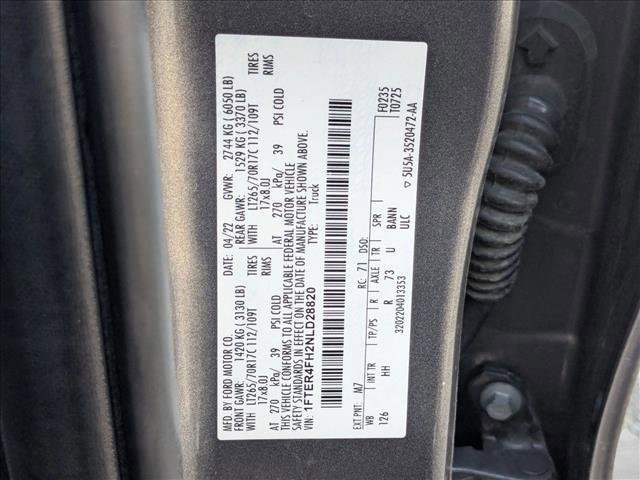 MFD. BY FORD MOTOR CO.
DATE: 04/22 GVWR: 2744 KG ( 6050 LB)
FRONT GAWR: 1420 KG (3130 LB) REAR GAWR: 1529 KG ( 3370 LB)
WITH LT265/70R17C 112/109T TIRES WITH LT265/70R17C 112/109T TIRES
17x8.0J RIMS 17x8.0J RIMS
AT 270 kPa/ 39 PSI COLD AT 270 kPa/ 39 PSI COLD
THIS VEHICLE CONFORMS TO ALL APPLICABLE FEDERAL MOTOR VEHICLE
SAFETY STANDARDS IN EFFECT ON THE DATE OF MANUFACTURE SHOWN ABOVE.
VIN: 1FTER4FH2NLD28820 TYPE: Truck
F0235
T0725
EXT PNT: M7 RC: 71 DSO:
WB INT TR TP/PS R AXLE TR SPR
126 HH R 73 U BANN
ULC
3202204013353 ▽ 5U5A-3520472-AA